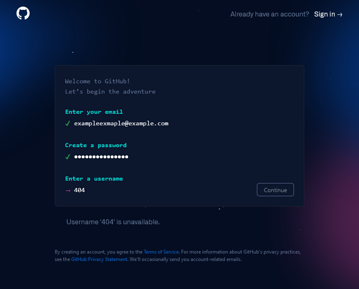 Already have an account? Sign in →
Welcome to GitHub!
Let's begin the adventure
Enter your email
✓ exampleexmaple@example.com
Create a password
✓ ●●●●●●●●●●●●●●●
Enter a username
→ 404
Continue
Username '404' is unavailable.
By creating an account, you agree to the Terms of Service. For more information about GitHub's privacy practices,
see the GitHub Privacy Statement. We'll occasionally send you account-related emails.